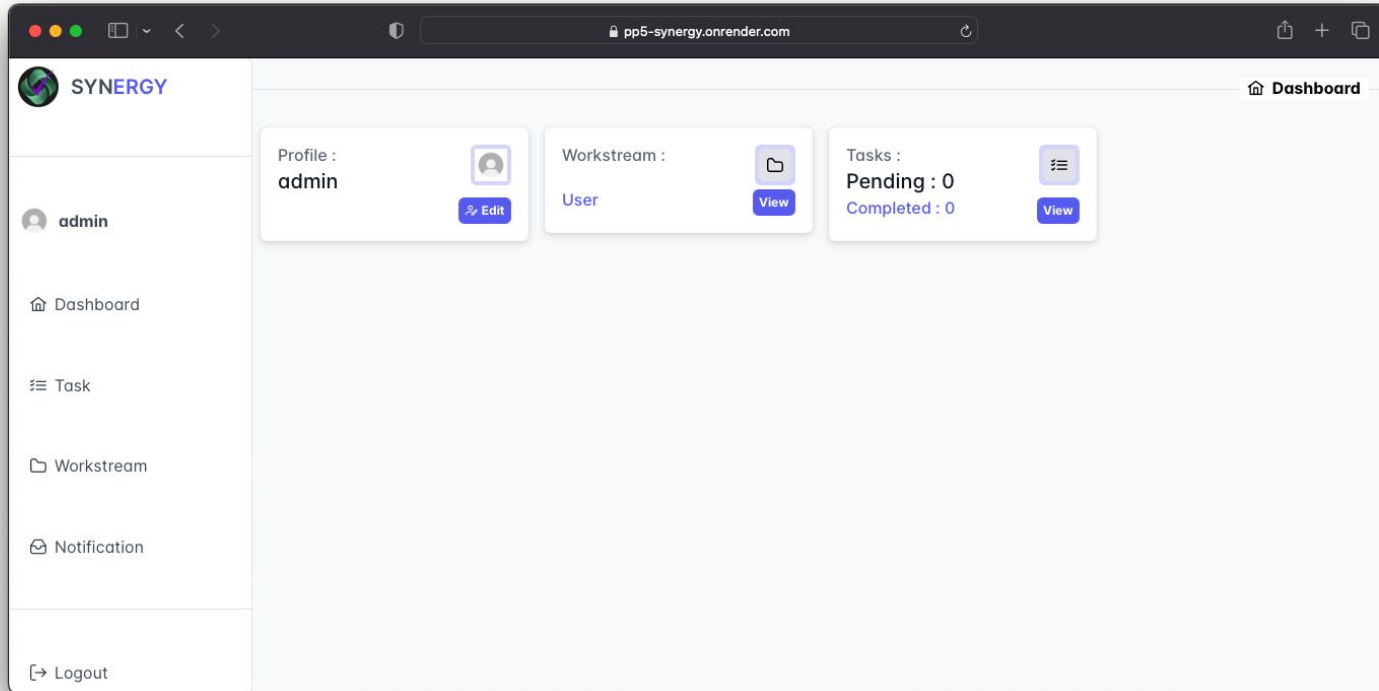 pp5-synergy.onrender.com
SYNERGY
Dashboard
Profile :
admin
Edit
Workstream :
User
View
Tasks :
Pending : 0
Completed : 0
View
admin
Dashboard
Task
Workstream
Notification
Logout